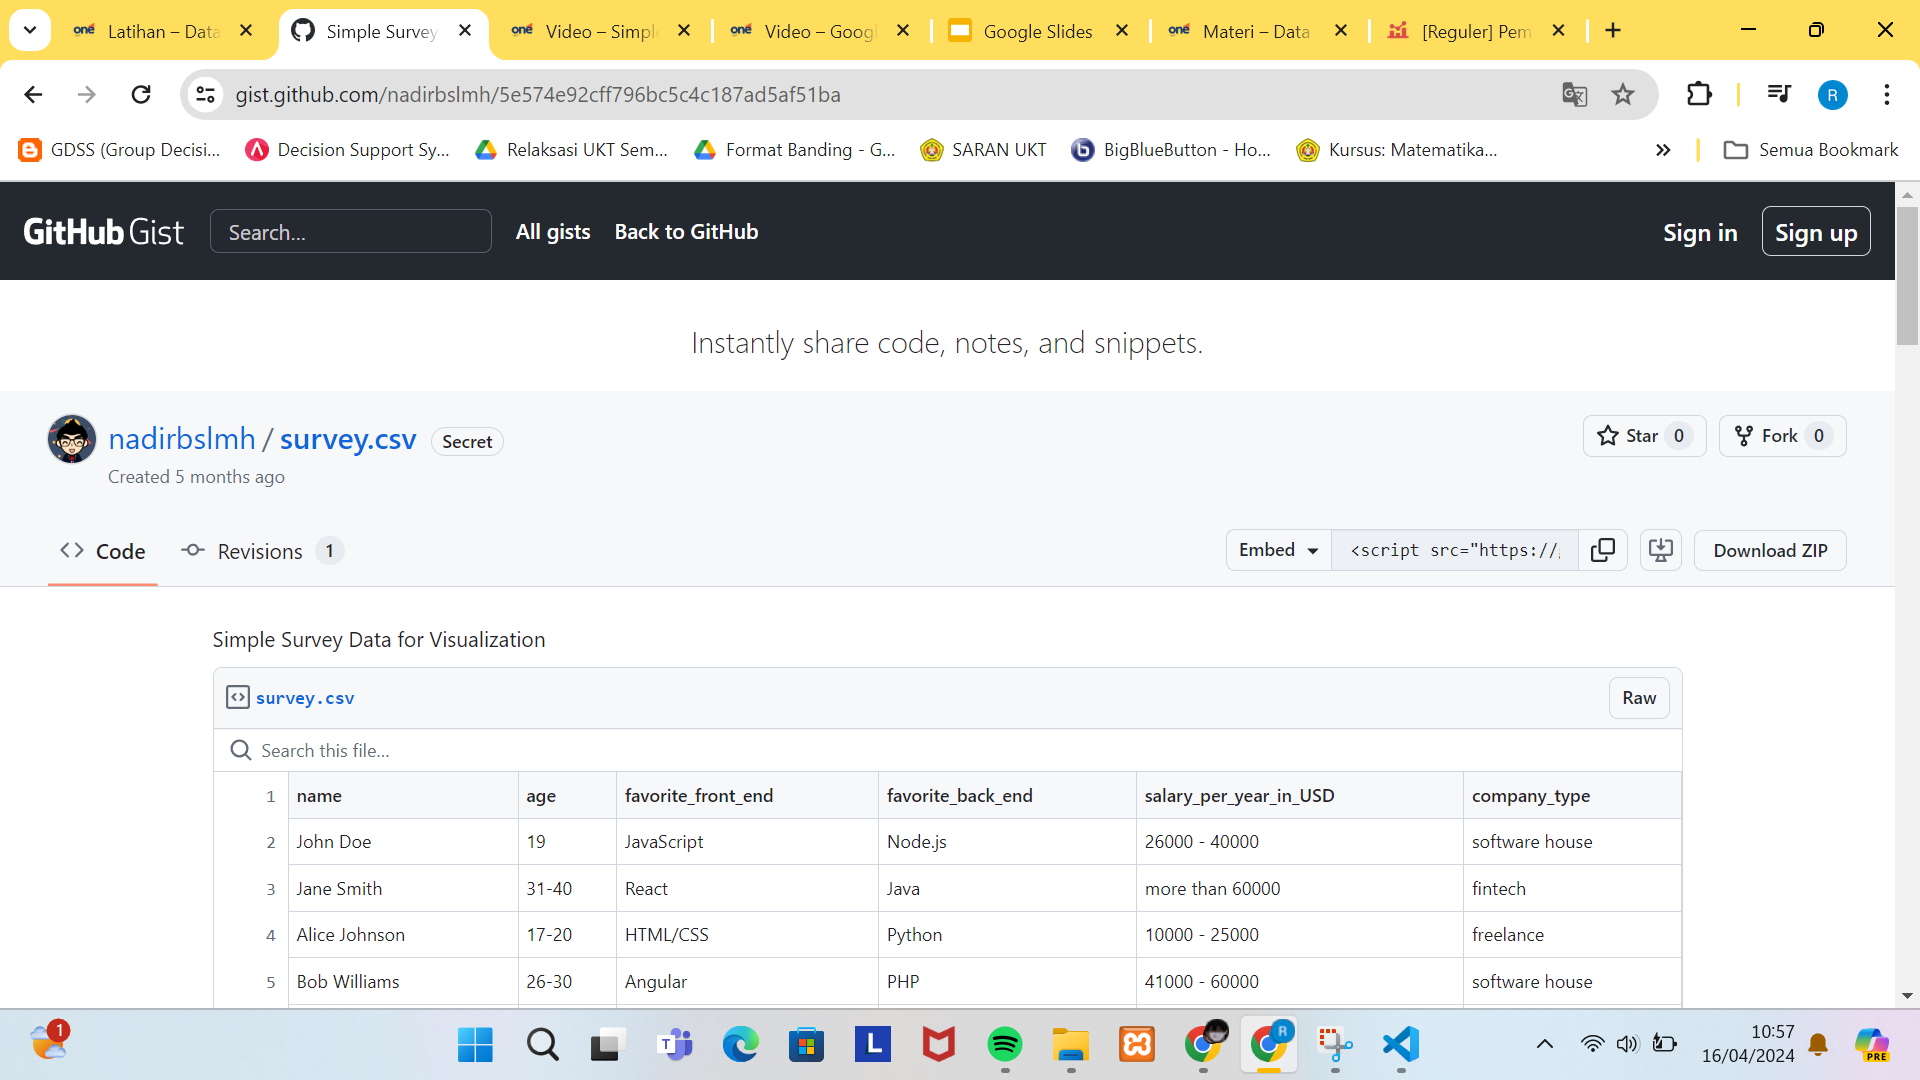 Latihan – Data
Simple Survey
Video – Simple
Video – Googl
Google Slides
Materi – Data
[Reguler] Pem
gist.github.com/nadirbslmh/5e574e92cff796bc5c4c187ad5af51ba
R
GDSS (Group Decisi...
Decision Support Sy...
Relaksasi UKT Sem...
Format Banding - G...
SARAN UKT
BigBlueButton - Ho...
Kursus: Matematika...
Semua Bookmark
GitHub Gist
Search...
All gists
Back to GitHub
Sign in
Sign up
Instantly share code, notes, and snippets.
nadirbslmh / survey.csv
Secret
Star 0
Fork 0
Created 5 months ago
Code
Revisions 1
Embed
<script src="https://
Download ZIP
Simple Survey Data for Visualization
survey.csv
Raw
Search this file...
1 name age favorite_front_end favorite_back_end salary_per_year_in_USD company_type
2 John Doe 19 JavaScript Node.js 26000 - 40000 software house
3 Jane Smith 31-40 React Java more than 60000 fintech
4 Alice Johnson 17-20 HTML/CSS Python 10000 - 25000 freelance
5 Bob Williams 26-30 Angular PHP 41000 - 60000 software house
1
L
R
10:57
16/04/2024
PRE